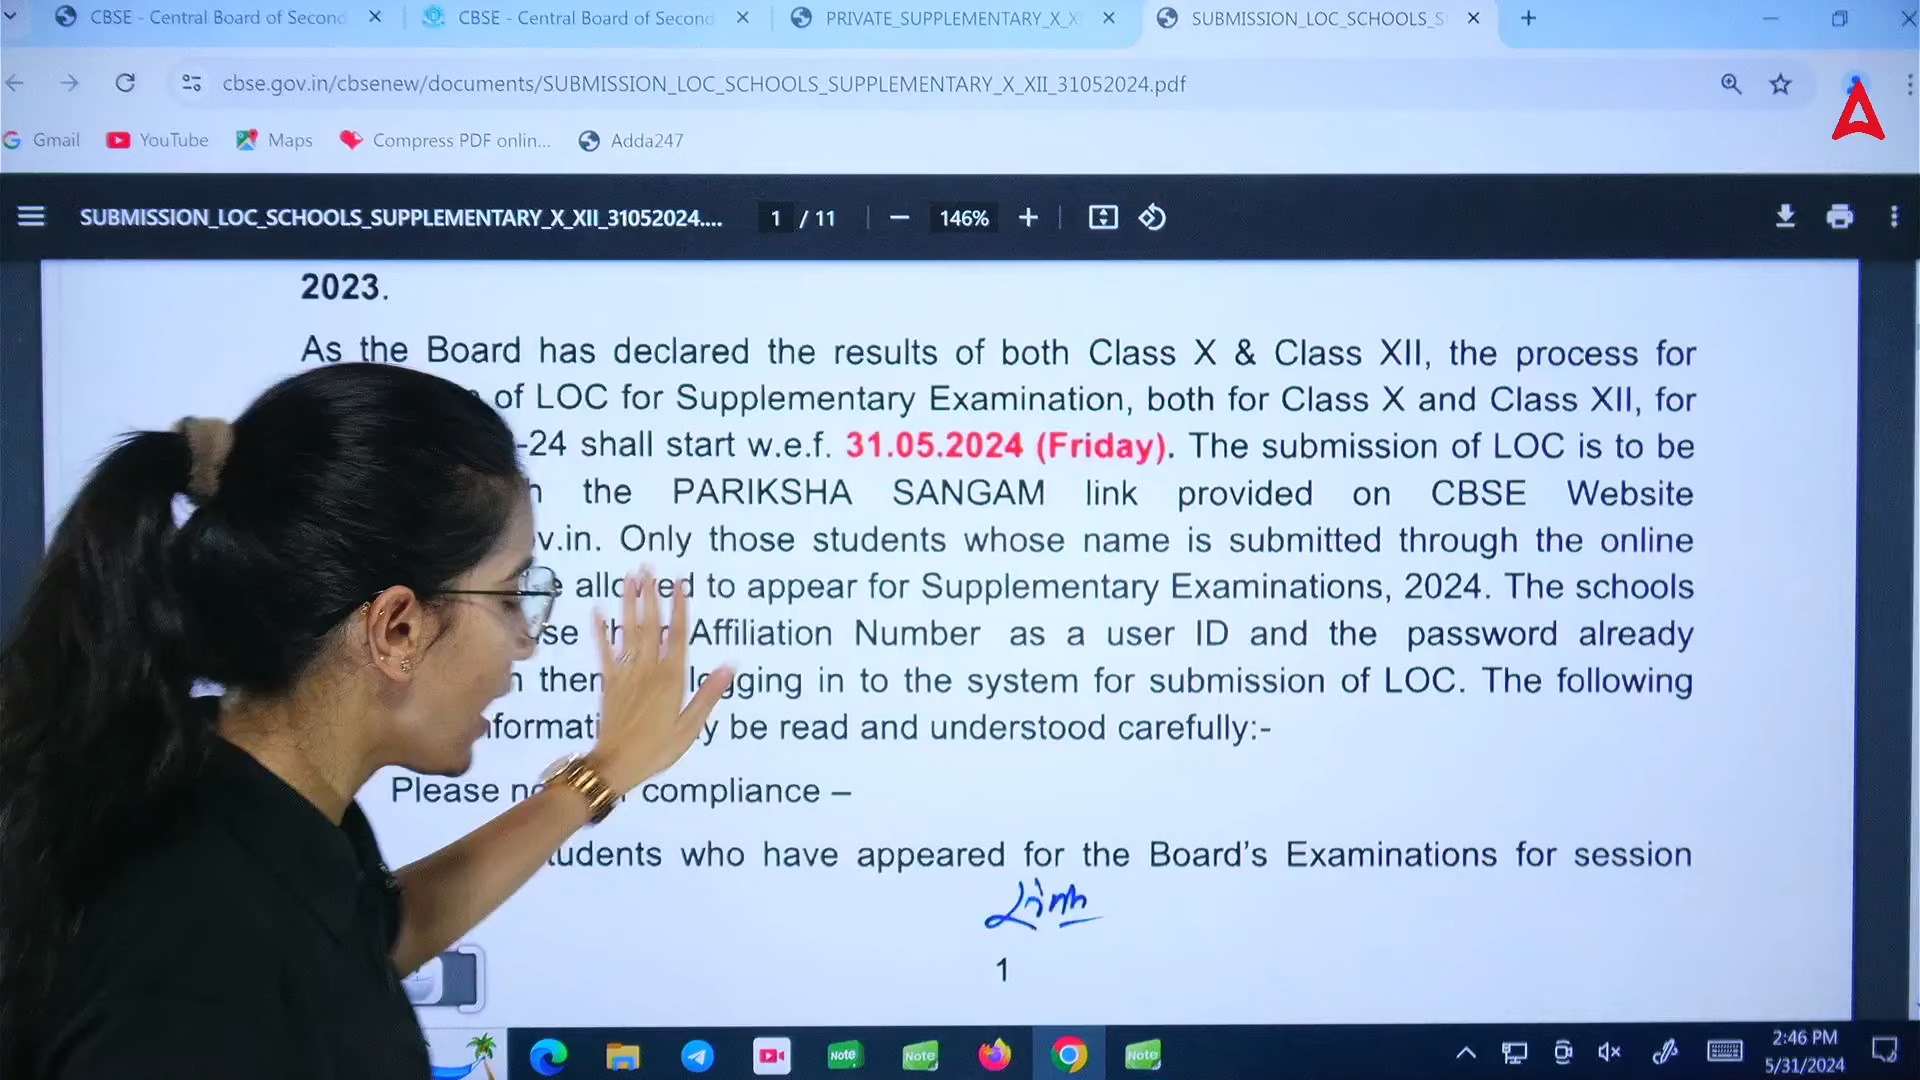 CBSE - Central Board of Second
CBSE - Central Board of Second
PRIVATE_SUPPLEMENTARY_X_X
SUBMISSION_LOC_SCHOOLS_S
cbse.gov.in/cbsenew/documents/SUBMISSION_LOC_SCHOOLS_SUPPLEMENTARY_X_XII_31052024.pdf
Gmail
YouTube
Maps
Compress PDF onlin...
Adda247
SUBMISSION_LOC_SCHOOLS_SUPPLEMENTARY_X_XII_31052024....
1 / 11
146%
2023.
As the Board has declared the results of both Class X & Class XII, the process for
of LOC for Supplementary Examination, both for Class X and Class XII, for
-24 shall start w.e.f. 31.05.2024 (Friday). The submission of LOC is to be
the PARIKSHA SANGAM link provided on CBSE Website
v.in. Only those students whose name is submitted through the online
allowed to appear for Supplementary Examinations, 2024. The schools
Affiliation Number as a user ID and the password already
logging in to the system for submission of LOC. The following
be read and understood carefully:-
Please compliance –
tudents who have appeared for the Board's Examinations for session
1
Note
Note
Note
2:46 PM
5/31/2024